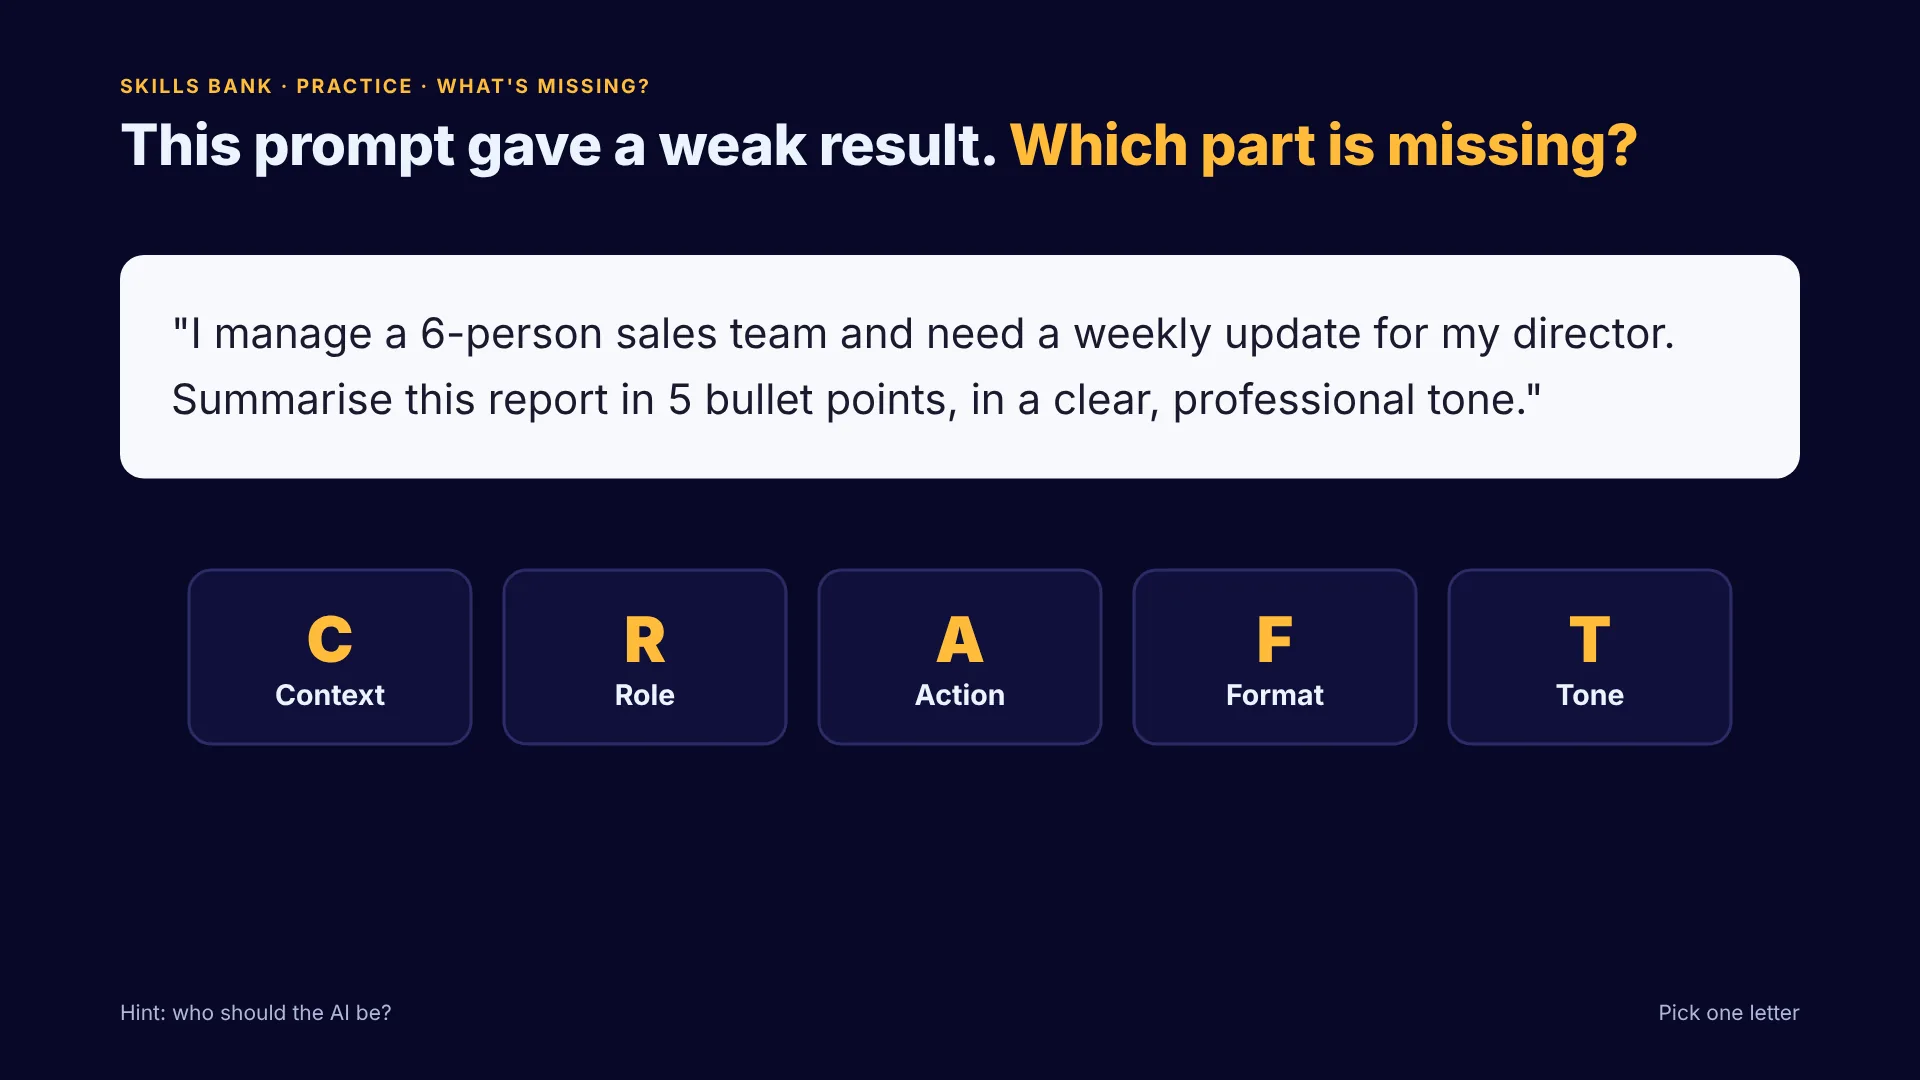 SKILLS BANK · PRACTICE · WHAT'S MISSING?
This prompt gave a weak result. Which part is missing?
"I manage a 6-person sales team and need a weekly update for my director.
Summarise this report in 5 bullet points, in a clear, professional tone."
C
Context
R
Role
A
Action
F
Format
T
Tone
Hint: who should the AI be?
Pick one letter